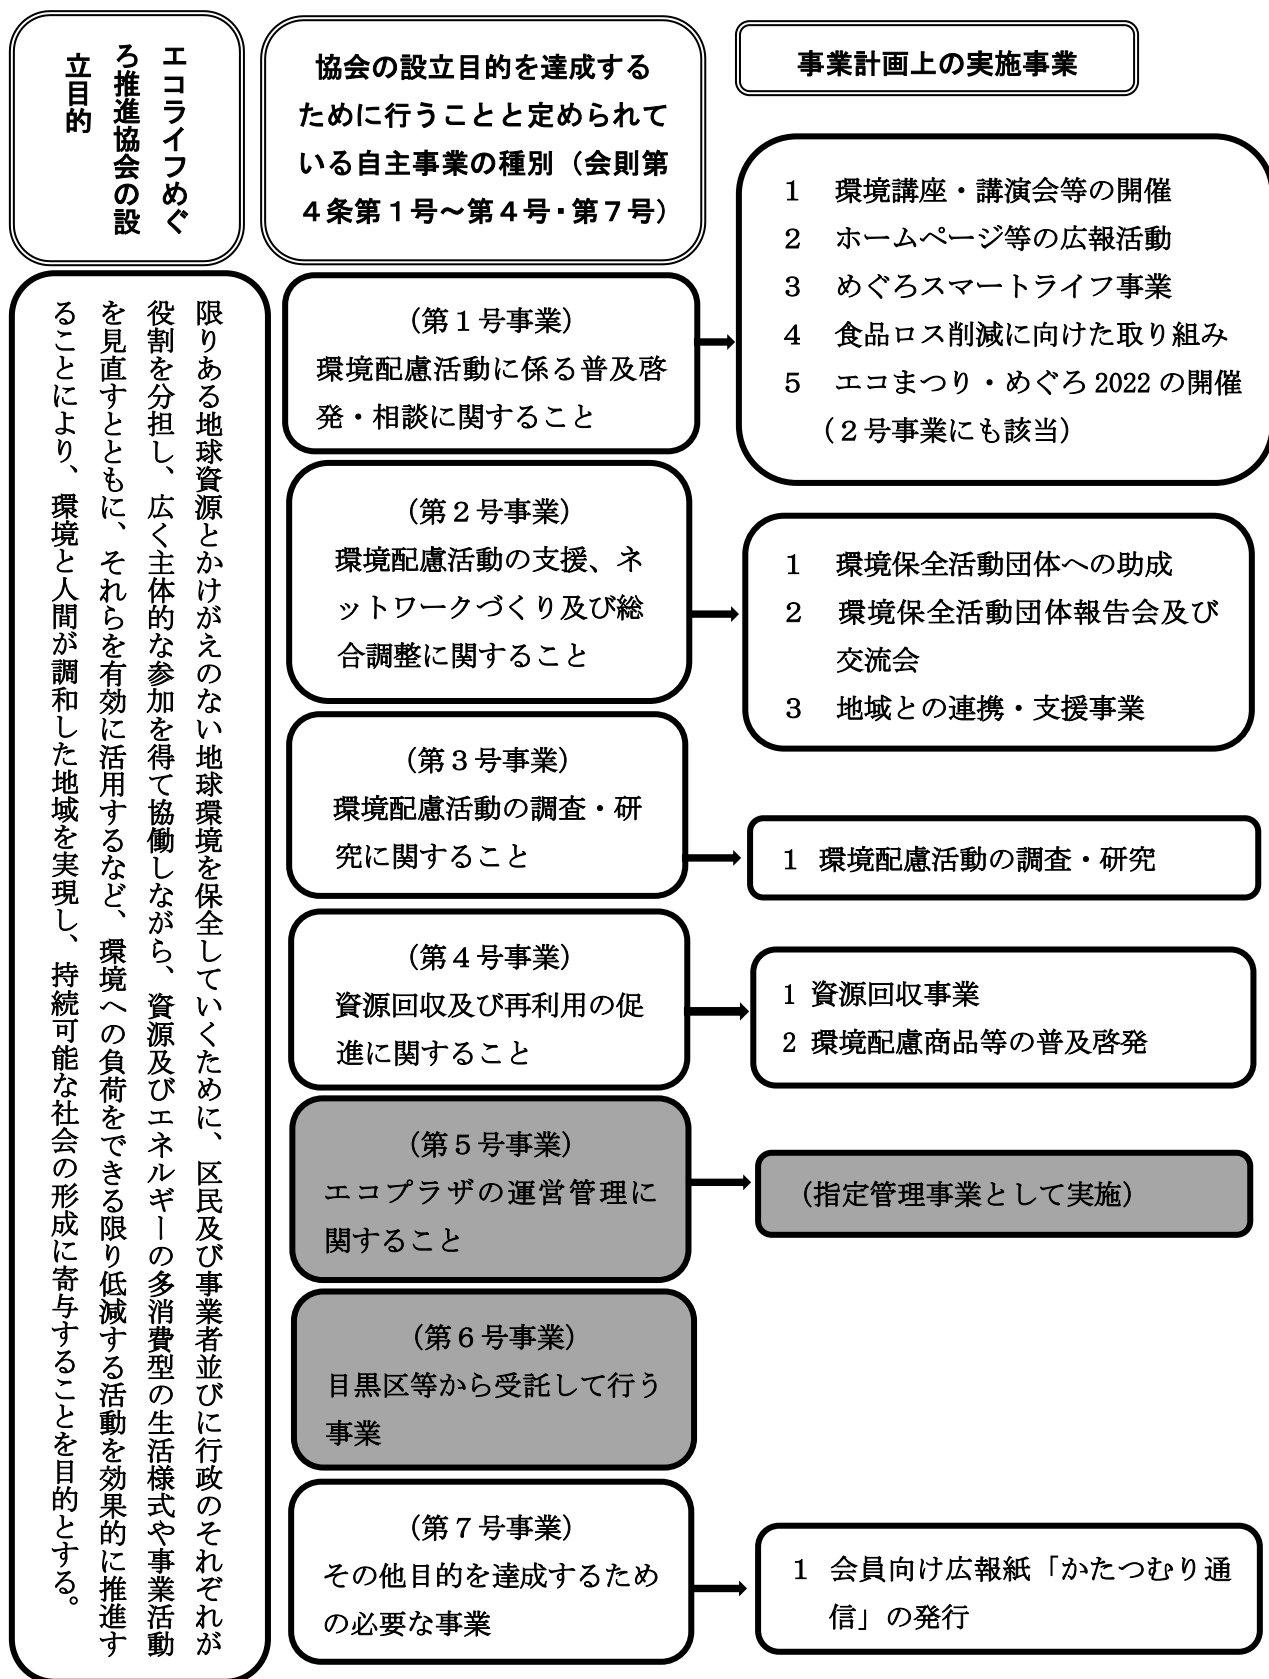 エコライフめぐ
ろ推進協会の設
立目的
限りある地球資源とかけがえのない地球環境を保全していくために、区民及び事業者並びに行政のそれぞれが
役割を分担し、広く主体的な参加を得て協働しながら、資源及びエネルギーの多消費型の生活様式や事業活動
を見直すとともに、それらを有効に活用するなど、環境への負荷をできる限り低減する活動を効果的に推進す
ることにより、環境と人間が調和した地域を実現し、持続可能な社会の形成に寄与することを目的とする。
協会の設立目的を達成する
ために行うことと定められて
いる自主事業の種別（会則第
４条第１号～第４号・第７号）
事業計画上の実施事業
（第１号事業）
環境配慮活動に係る普及啓
発・相談に関すること
1 環境講座・講演会等の開催
2 ホームページ等の広報活動
3 めぐろスマートライフ事業
4 食品ロス削減に向けた取り組み
5 エコまつり・めぐろ 2022 の開催
（２号事業にも該当）
（第２号事業）
環境配慮活動の支援、ネ
ットワークづくり及び総
合調整に関すること
1 環境保全活動団体への助成
2 環境保全活動団体報告会及び
交流会
3 地域との連携・支援事業
（第３号事業）
環境配慮活動の調査・研
究に関すること
1 環境配慮活動の調査・研究
（第４号事業）
資源回収及び再利用の促
進に関すること
1 資源回収事業
2 環境配慮商品等の普及啓発
（第５号事業）
エコプラザの運営管理に
関すること
（指定管理事業として実施）
（第６号事業）
目黒区等から受託して行う
事業
（第７号事業）
その他目的を達成するため
の必要な事業
1 会員向け広報紙「かたつむり通
信」の発行